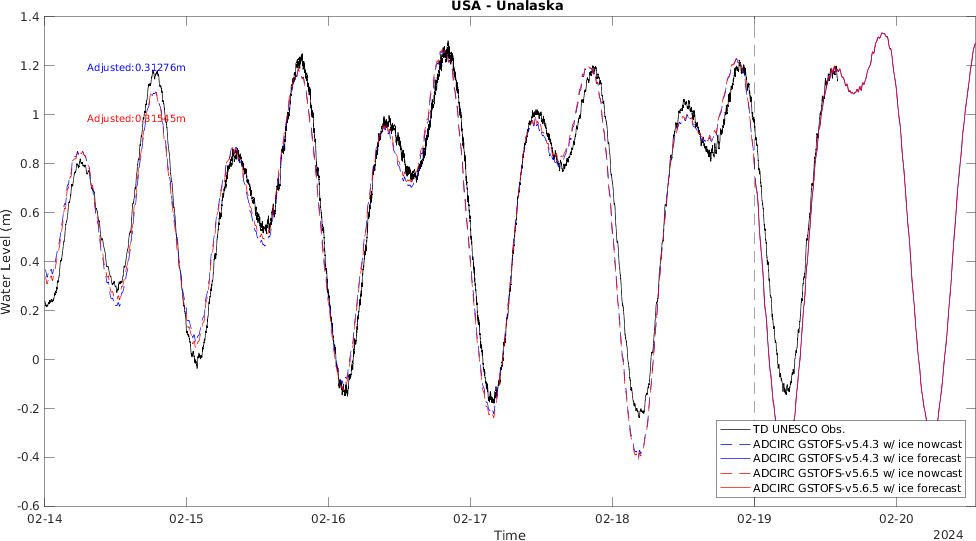 USA - Unalaska
1.4
1.2
1
0.8
0.6
0.4
0.2
0
-0.2
-0.4
-0.6
Water Level (m)
Adjusted:0.31276m
Adjusted:0.31545m
TD UNESCO Obs.
ADCIRC GSTOFS-v5.4.3 w/ ice nowcast
ADCIRC GSTOFS-v5.4.3 w/ ice forecast
ADCIRC GSTOFS-v5.6.5 w/ ice nowcast
ADCIRC GSTOFS-v5.6.5 w/ ice forecast
02-14 02-15 02-16 02-17 02-18 02-19 02-20
Time
2024